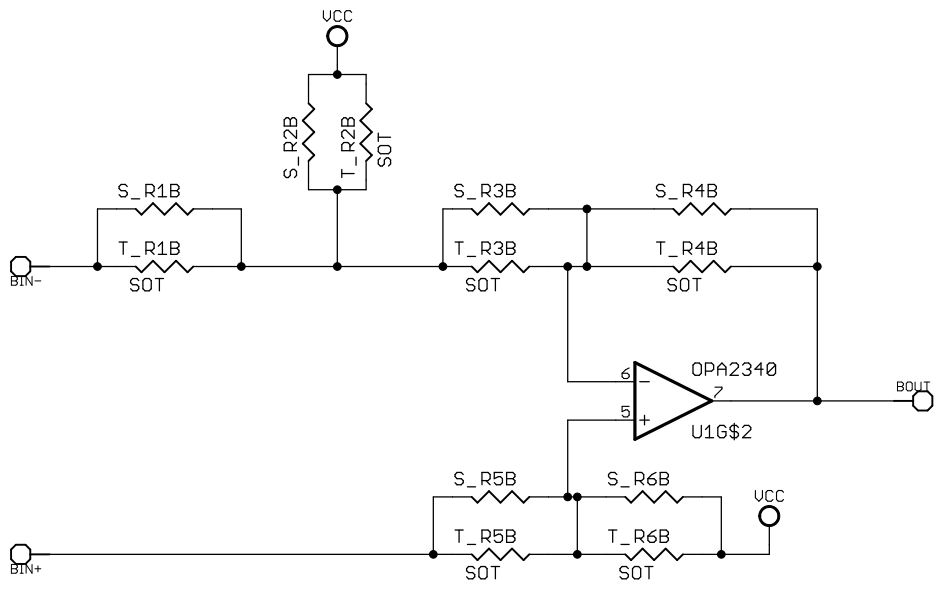 VCC
S_R2B
T_R2B
SOT
S_R1B
S_R3B
S_R4B
T_R1B
T_R3B
T_R4B
BIN-
SOT
SOT
SOT
6
-
OPA2340
7
BOUT
5
+
U1G$2
S_R5B
S_R6B
VCC
T_R5B
T_R6B
BIN+
SOT
SOT